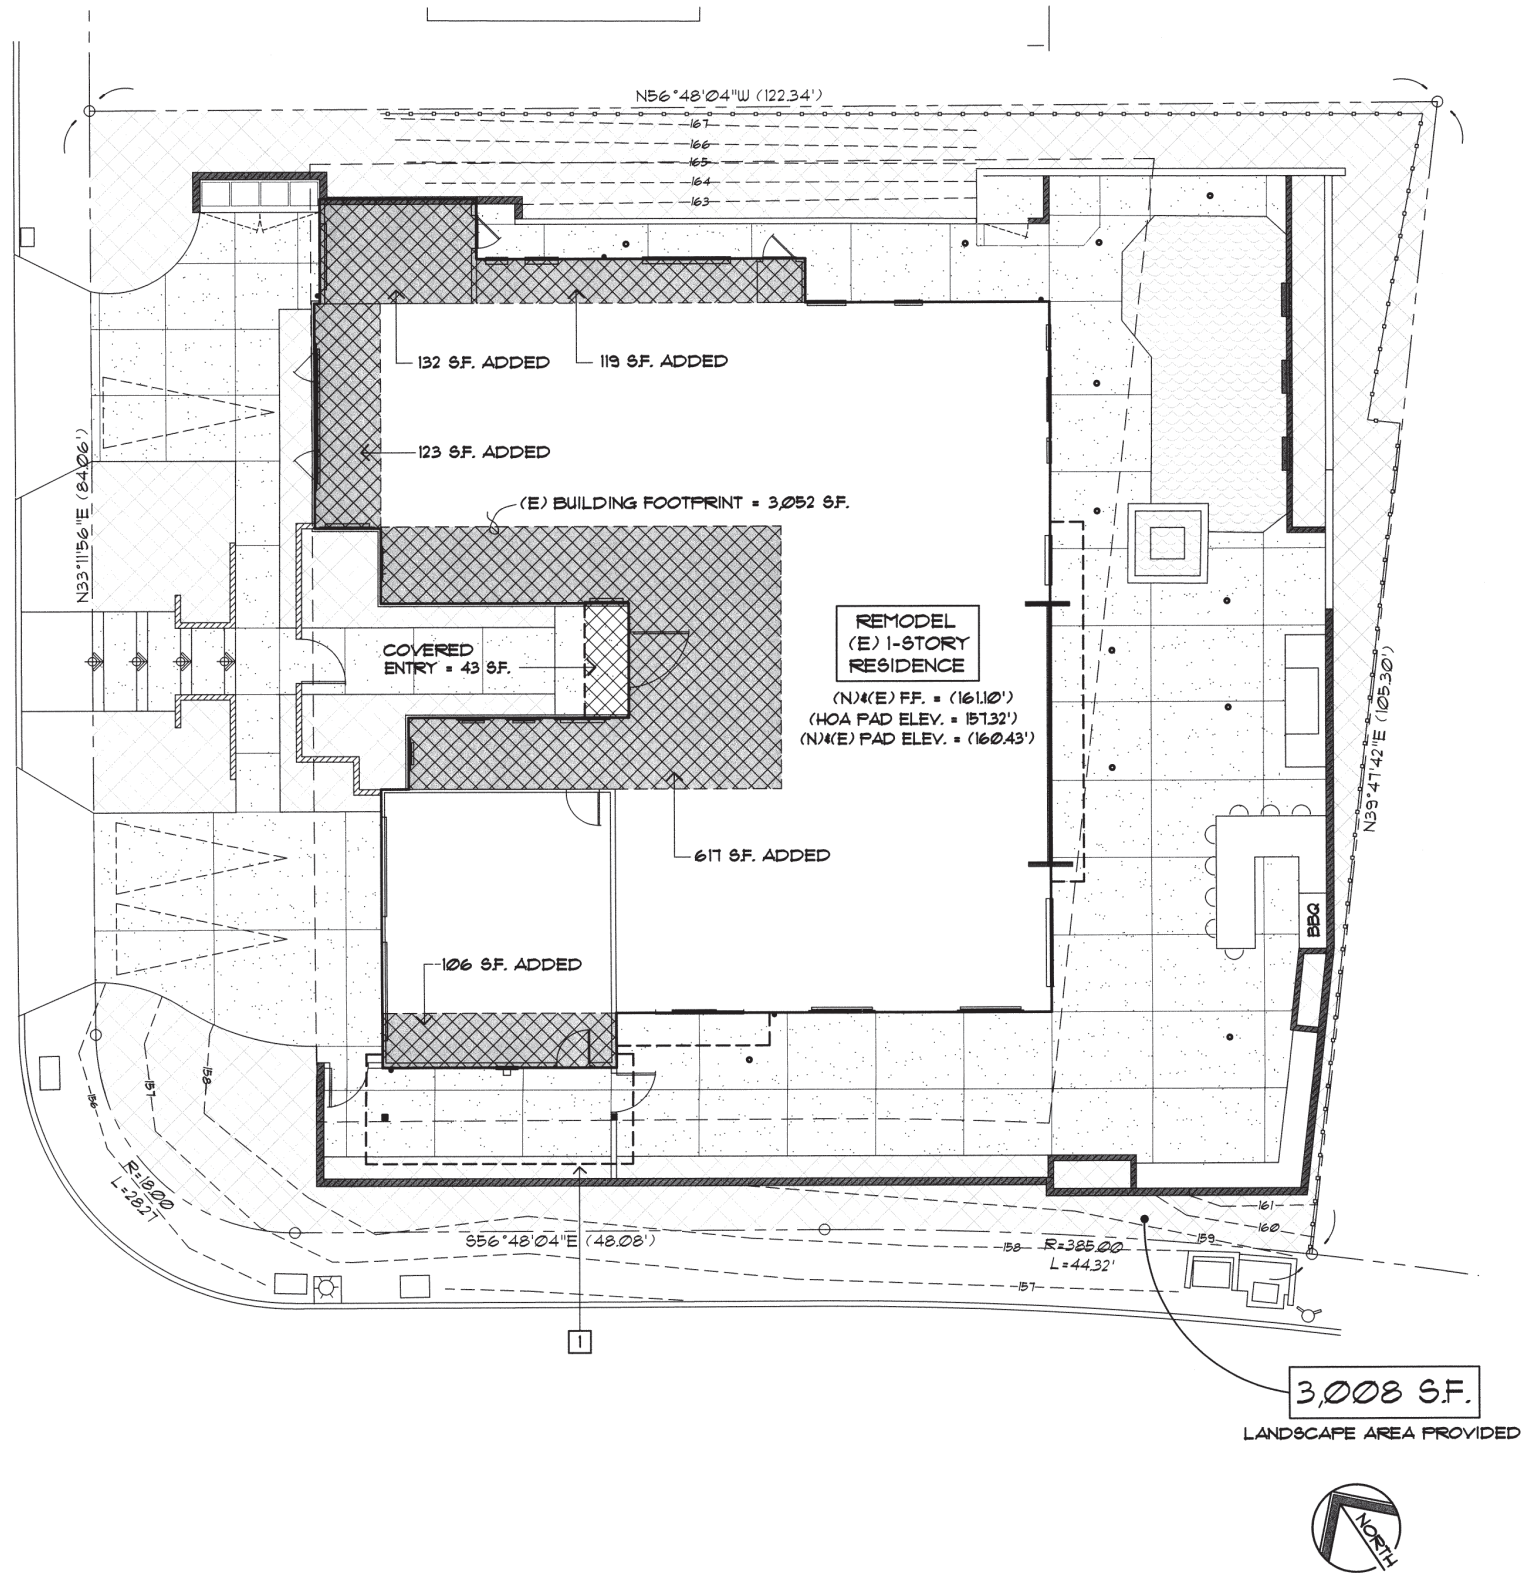 N56°48'04"W (122.34')
167
166
165
164
163
132 S.F. ADDED
119 S.F. ADDED
123 S.F. ADDED
N33°11'56"E (84.06')
(E) BUILDING FOOTPRINT = 3,052 S.F.
COVERED
ENTRY = 43 S.F.
REMODEL
(E) 1-STORY
RESIDENCE
(N)&(E) F.F. = (161.10')
(HOA PAD ELEV. = 157.32')
(N)&(E) PAD ELEV. = (160.43')
N39°47'42"E (105.30')
617 S.F. ADDED
BBQ
106 S.F. ADDED
156
157
158
R=18.00
L=28.27
S56°48'04"E (48.08')
161
160
159
158
R=385.00
L=44.32'
157
1
3,008 S.F.
LANDSCAPE AREA PROVIDED
NORTH